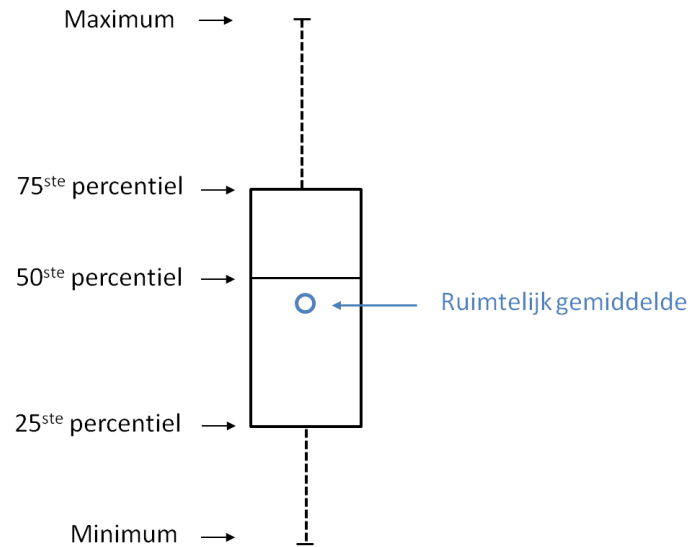 Maximum
75ste percentiel
50ste percentiel
Ruimtelijk gemiddelde
25ste percentiel
Minimum